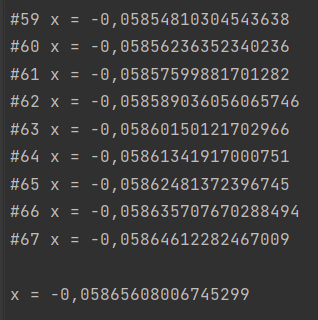 #59 x = -0,05854810304543638
#60 x = -0,05856236352340236
#61 x = -0,05857599881701282
#62 x = -0,058589036056065746
#63 x = -0,05860150121702966
#64 x = -0,05861341917000751
#65 x = -0,05862481372396745
#66 x = -0,058635707670288494
#67 x = -0,05864612282467009
x = -0,05865608006745299